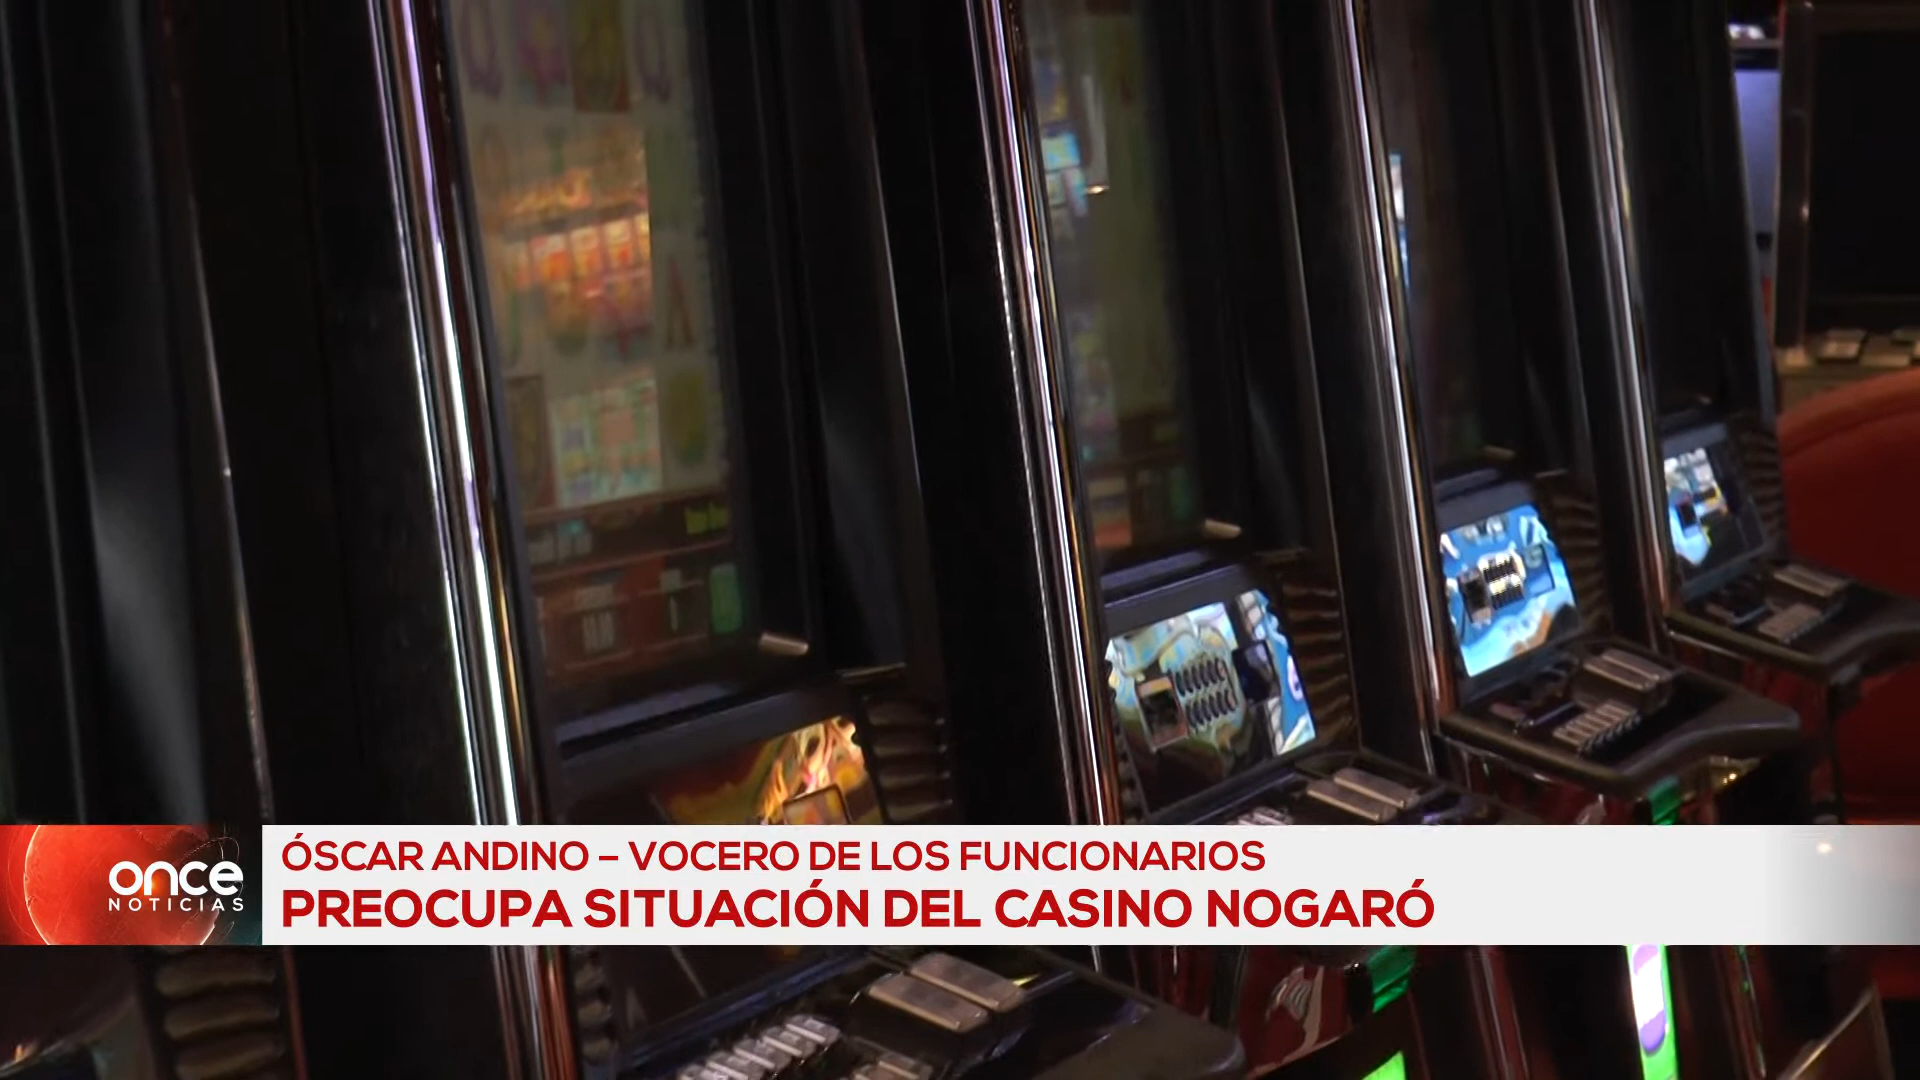 ÓSCAR ANDINO – VOCERO DE LOS FUNCIONARIOS
once
NOTICIAS
PREOCUPA SITUACIÓN DEL CASINO NOGARÓ